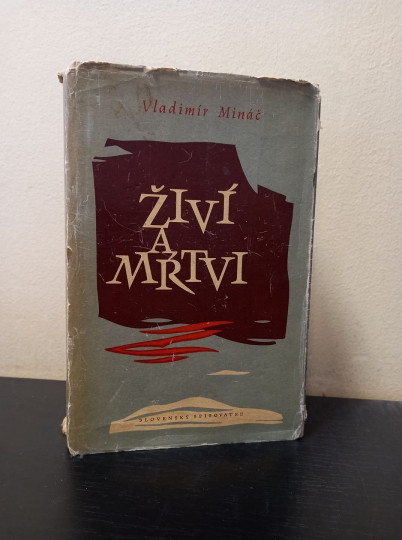 Vladimír Mináč
ŽIVÍ
A
MŔTVI
SLOVENSKÝ SPISOVATEĽ